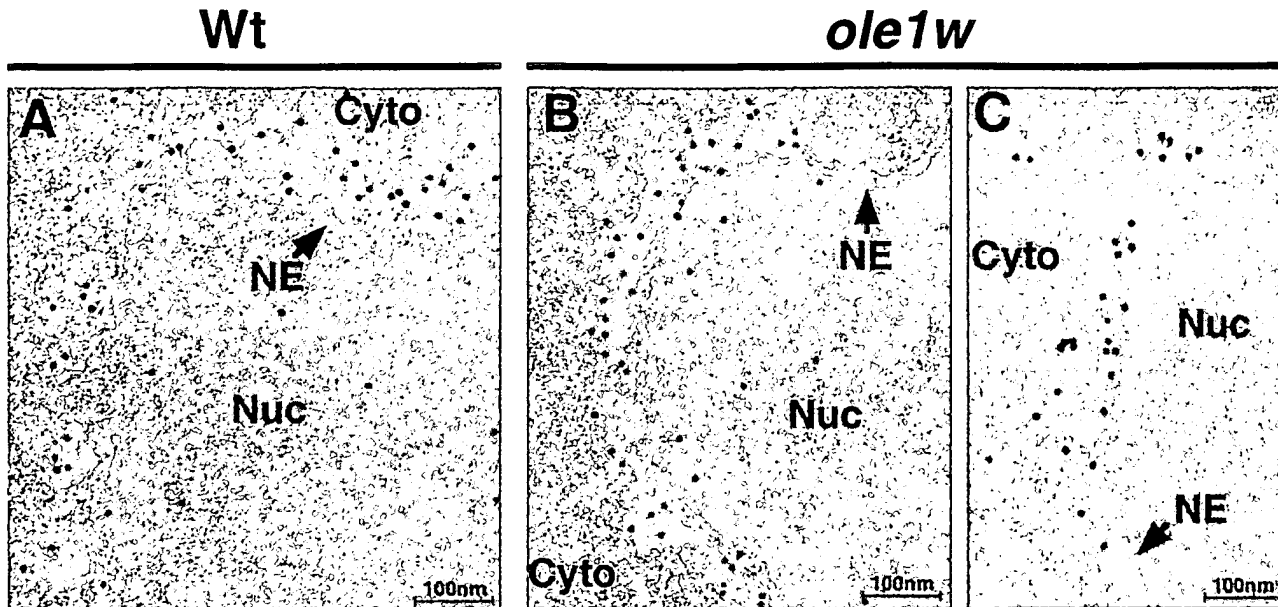 Wt
ole1w
A
Cyto
NE
Nuc
100nm
B
NE
Nuc
Cyto
100nm
C
Cyto
Nuc
NE
100nm